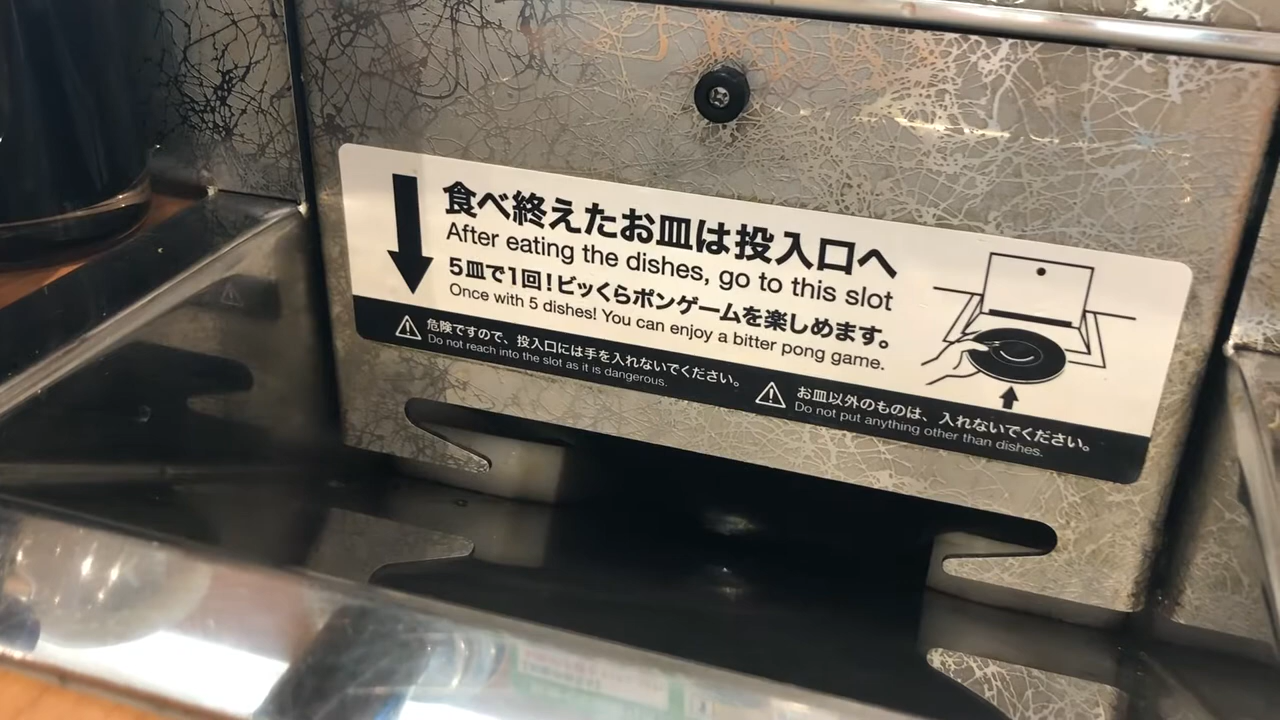 食べ終えたお皿は投入口へ
After eating the dishes, go to this slot
5皿で1回!ビッくらポンゲームを楽しめます。
Once with 5 dishes! You can enjoy a bitter pong game.
危険ですので、投入口には手を入れないでください。
Do not reach into the slot as it is dangerous.
お皿以外のものは、入れないでください。
Do not put anything other than dishes.